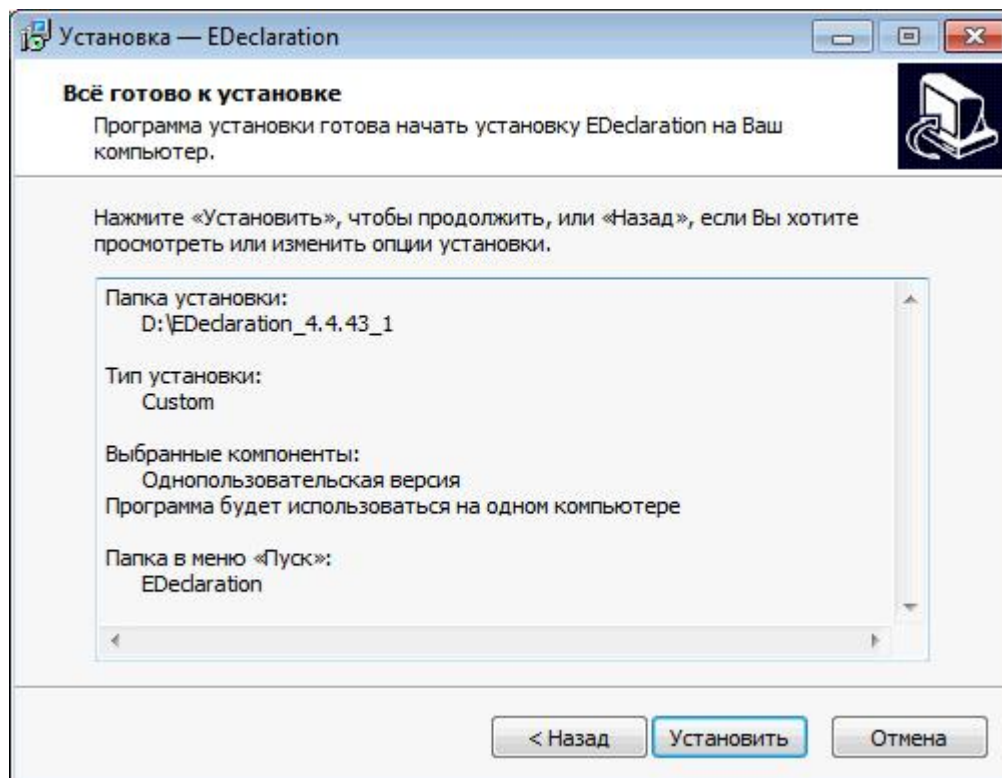 Установка — EDeclaration
Всё готово к установке
Программа установки готова начать установку EDeclaration на Ваш
компьютер.
Нажмите «Установить», чтобы продолжить, или «Назад», если Вы хотите
просмотреть или изменить опции установки.
Папка установки:
D:\EDeclaration_4.4.43_1
Тип установки:
Custom
Выбранные компоненты:
Однопользовательская версия
Программа будет использоваться на одном компьютере
Папка в меню «Пуск»:
EDeclaration
< Назад
Установить
Отмена